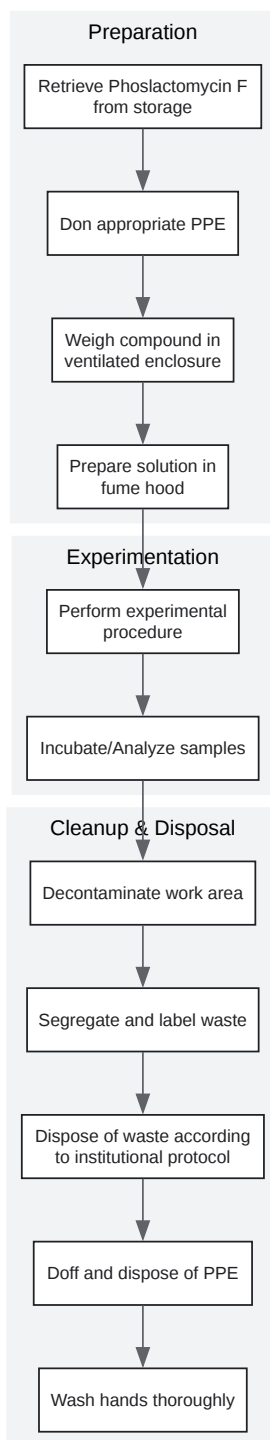 Preparation
Retrieve Phoslactomycin F
from storage
Don appropriate PPE
Weigh compound in
ventilated enclosure
Prepare solution in
fume hood
Experimentation
Perform experimental
procedure
Incubate/Analyze samples
Cleanup & Disposal
Decontaminate work area
Segregate and label waste
Dispose of waste according
to institutional protocol
Doff and dispose of PPE
Wash hands thoroughly